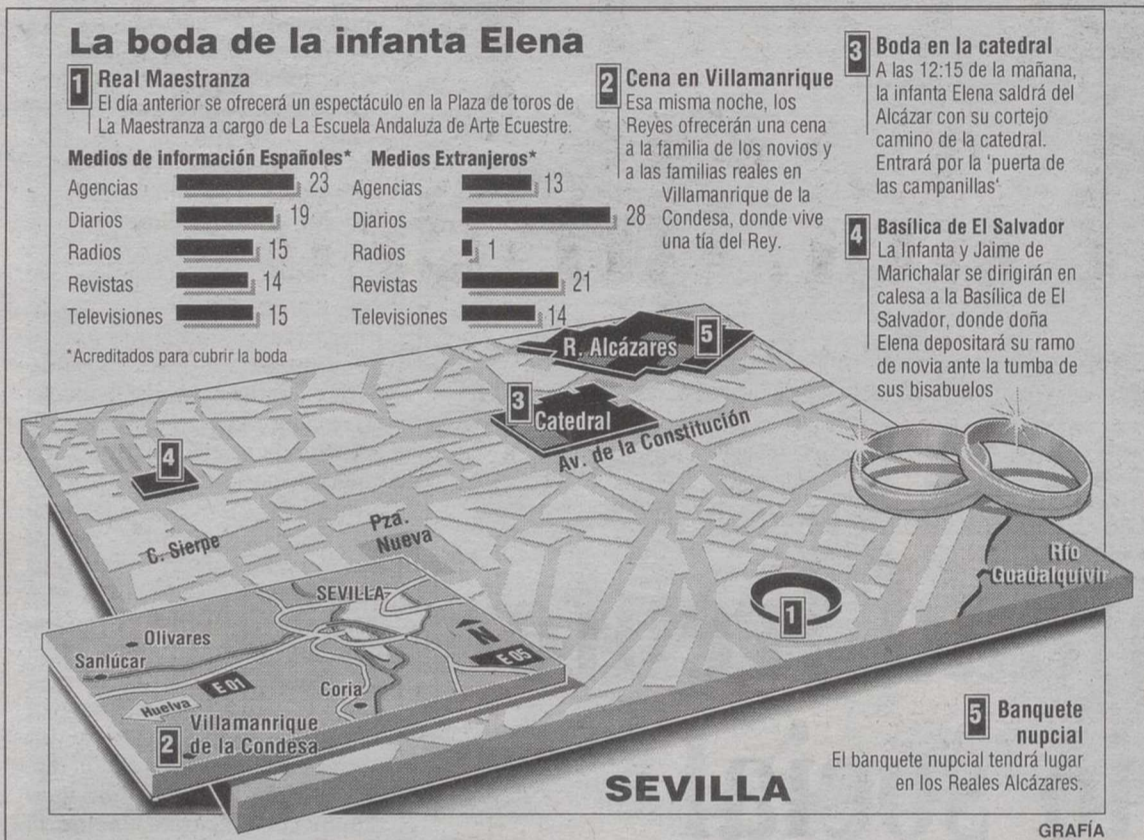 La boda de la infanta Elena
1 Real Maestranza
El día anterior se ofrecerá un espectáculo en la Plaza de toros de
La Maestranza a cargo de La Escuela Andaluza de Arte Ecuestre.
Medios de información Españoles*
Agencias 23
Diarios 19
Radios 15
Revistas 14
Televisiones 15
Medios Extranjeros*
Agencias 13
Diarios 28
Radios 1
Revistas 21
Televisiones 14
*Acreditados para cubrir la boda
2 Cena en Villamanrique
Esa misma noche, los
Reyes ofrecerán una cena
a la familia de los novios y
a las familias reales en
Villamanrique de la
Condesa, donde vive
una tía del Rey.
3 Boda en la catedral
A las 12:15 de la mañana,
la infanta Elena saldrá del
Alcázar con su cortejo
camino de la catedral.
Entrará por la 'puerta de
las campanillas'
4 Basílica de El Salvador
La Infanta y Jaime de
Marichalar se dirigirán en
calesa a la Basílica de El
Salvador, donde doña
Elena depositará su ramo
de novia ante la tumba de
sus bisabuelos
R. Alcázares 5
3 Catedral
Av. de la Constitución
4
C. Sierpe
Pza.
Nueva
Río
Guadalquivir
1
SEVILLA
N
Olivares
Sanlúcar
E 05
E 01
Coria
Huelva
2 Villamanrique
de la Condesa
5 Banquete
nupcial
El banquete nupcial tendrá lugar
en los Reales Alcázares.
SEVILLA
GRAFÍA